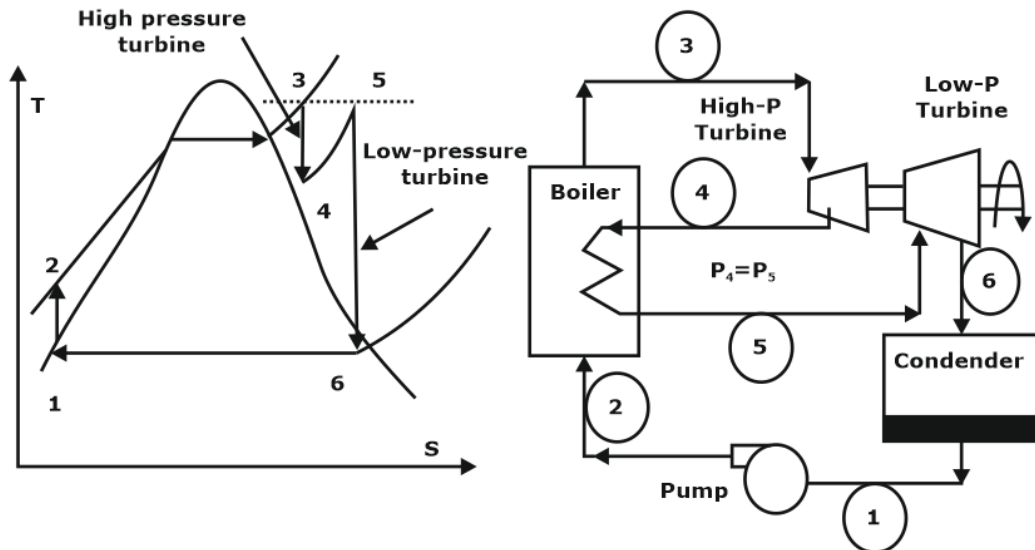 High pressure
turbine
3
5
T
Low-pressure
turbine
4
2
6
1
S
3
High-P
Turbine
Low-P
Turbine
Boiler
4
P₄=P₅
6
5
Condender
2
Pump
1